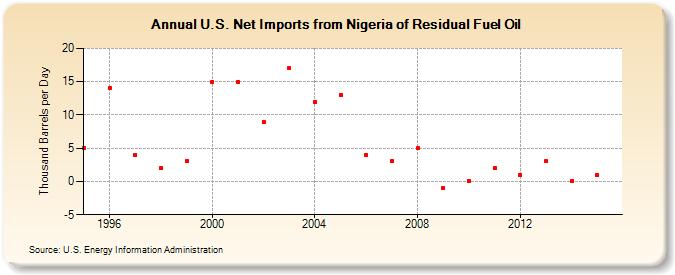 Annual U.S. Net Imports from Nigeria of Residual Fuel Oil
Thousand Barrels per Day
20
15
10
5
0
-5
1996 2000 2004 2008 2012
Source: U.S. Energy Information Administration